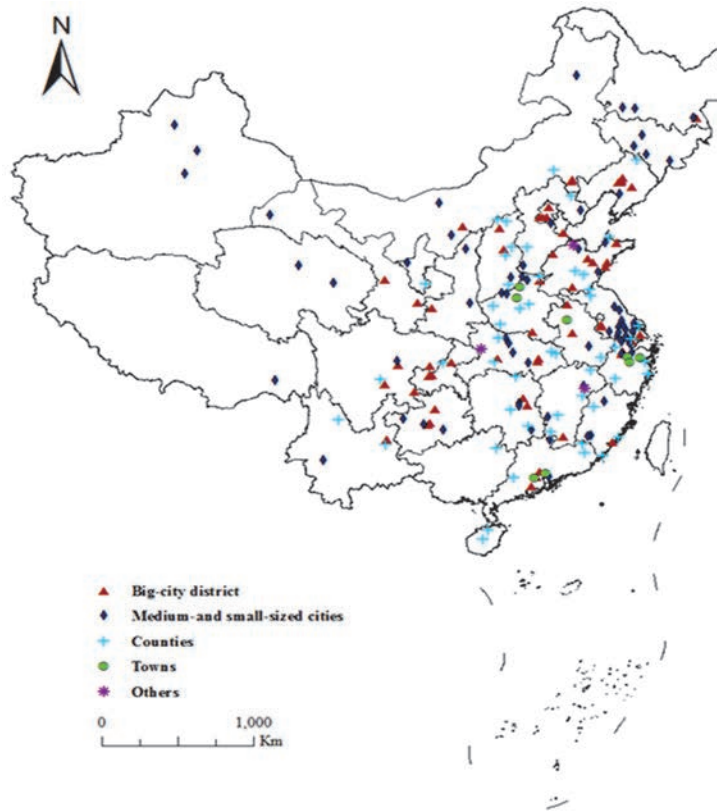 N
Big-city district
Medium-and small-sized cities
Counties
Towns
Others
0 1,000
Km